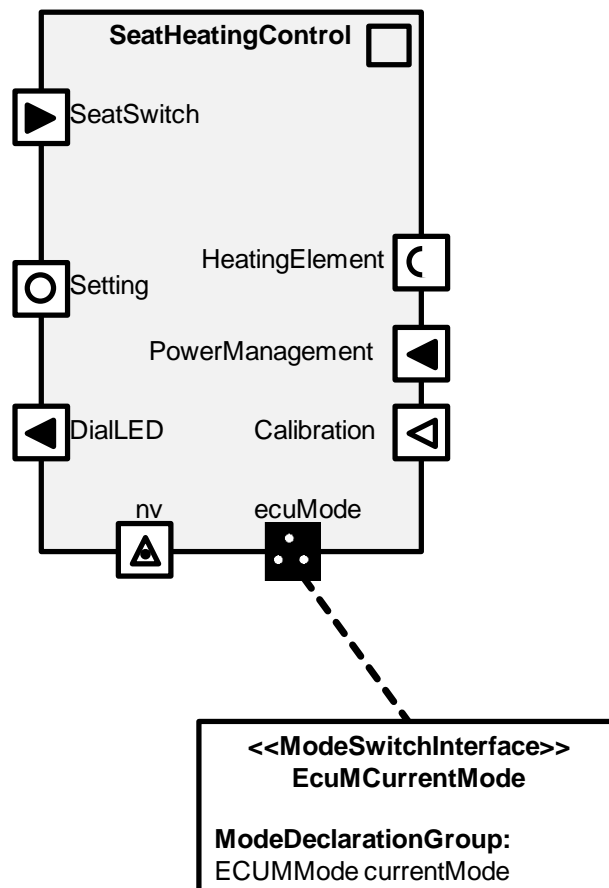 SeatHeatingControl
SeatSwitch
HeatingElement
Setting
PowerManagement
DialLED
Calibration
nv
ecuMode
<<ModeSwitchInterface>>
EcuMCurrentMode
ModeDeclarationGroup:
ECUMMode currentMode